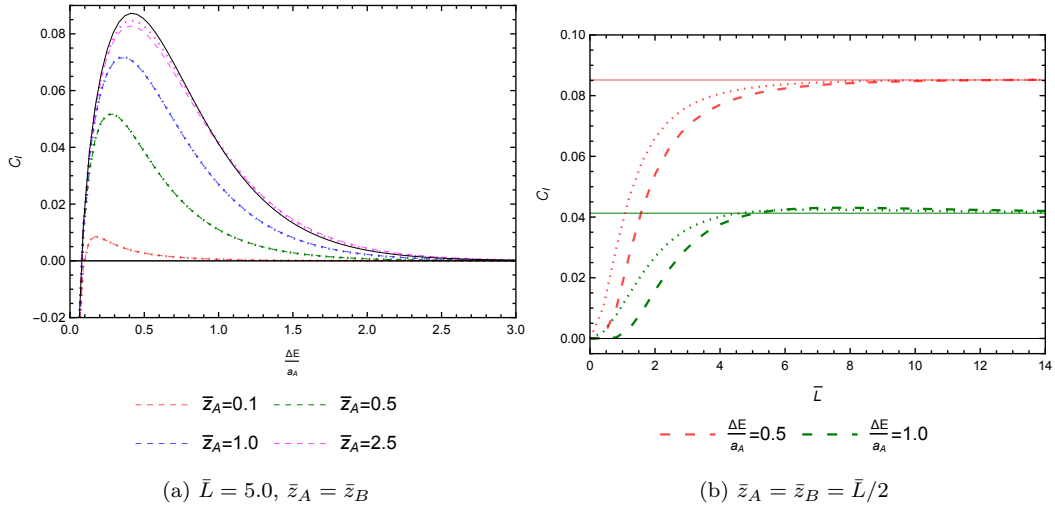 0.08
0.06
0.04
0.02
0.00
−0.02
C_I
0.0 0.5 1.0 1.5 2.0 2.5 3.0
ΔE
a_A
z̄_A=0.1 z̄_A=0.5
z̄_A=1.0 z̄_A=2.5
(a) L̄ = 5.0, z̄_A = z̄_B
0.10
0.08
0.06
0.04
0.02
0.00
C_I
0 2 4 6 8 10 12 14
L̄
ΔE/a_A=0.5 ΔE/a_A=1.0
(b) z̄_A = z̄_B = L̄/2